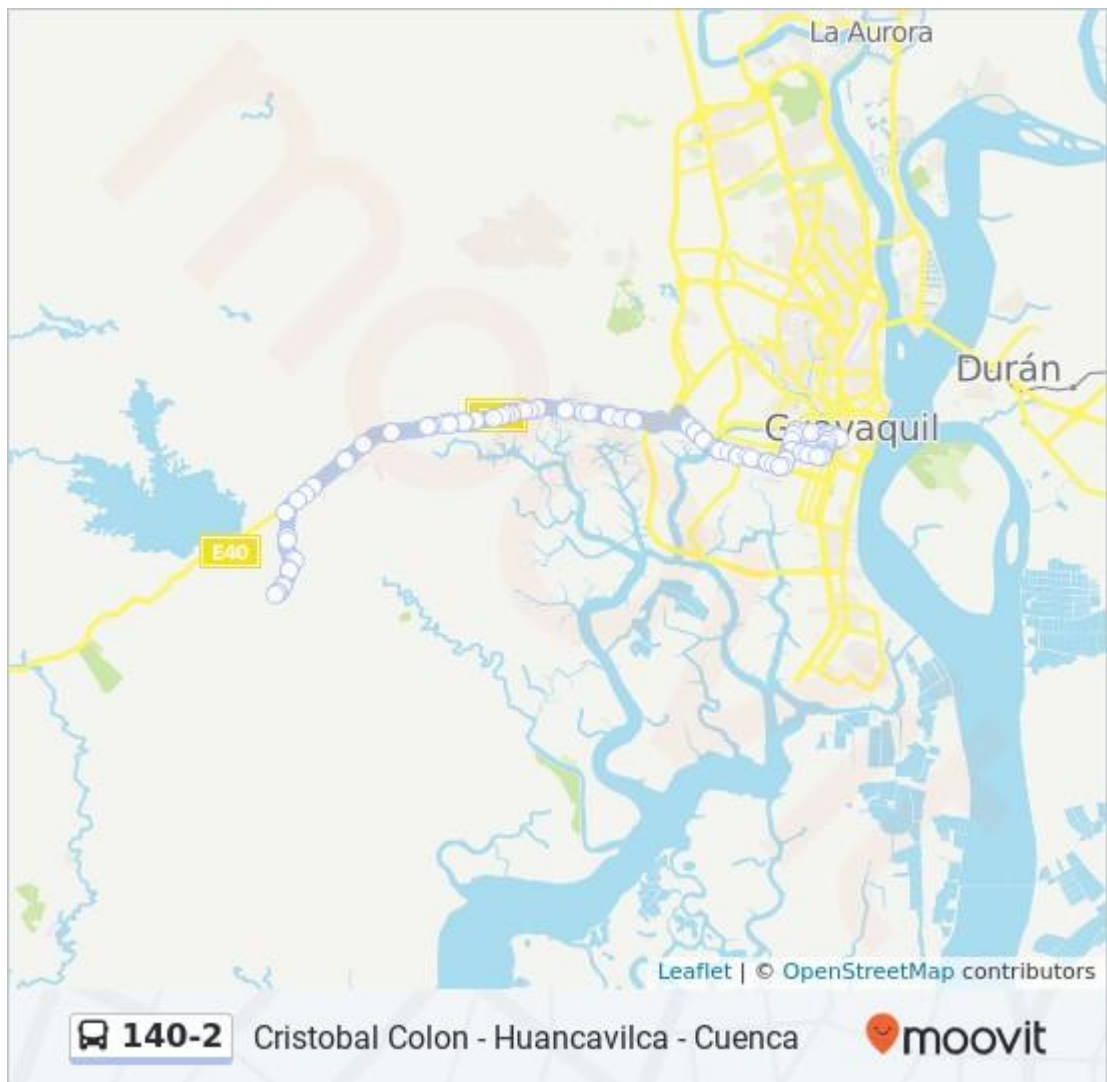 La Aurora
Durán
Guayaquil
E40
Leaflet | © OpenStreetMap contributors
140-2 Cristobal Colon - Huancavilca - Cuenca moovit